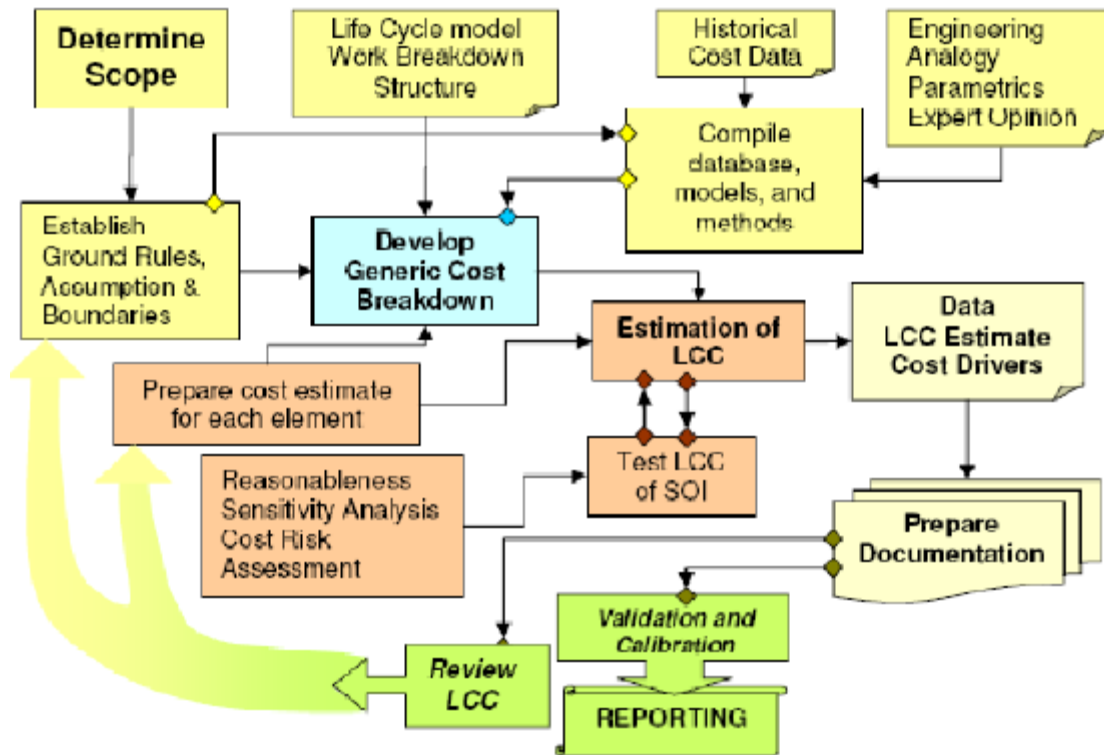 Determine
Scope
Life Cycle model
Work Breakdown
Structure
Historical
Cost Data
Engineering
Analogy
Parametrics
Expert Opinion
Compile
database,
models, and
methods
Establish
Ground Rules,
Assumption &
Boundaries
Develop
Generic Cost
Breakdown
Estimation of
LCC
Data
LCC Estimate
Cost Drivers
Prepare cost estimate
for each element
Test LCC
of SOI
Reasonableness
Sensitivity Analysis
Cost Risk
Assessment
Prepare
Documentation
Validation and
Calibration
Review
LCC
REPORTING